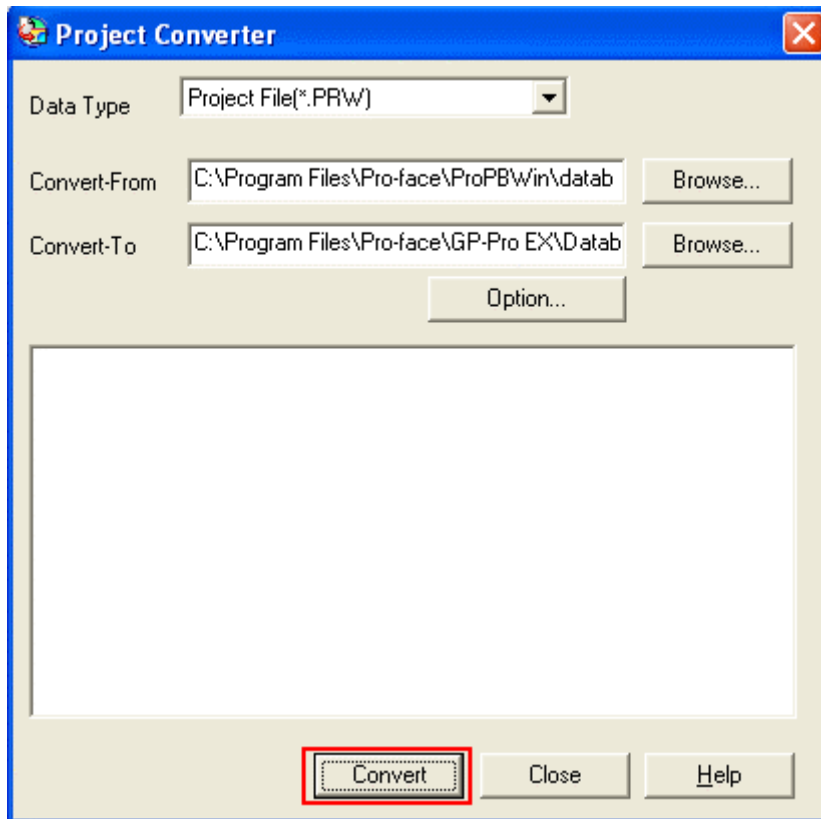 Project Converter
Data Type Project File(*.PRW)
Convert-From C:\Program Files\Pro-face\ProPBWin\datab Browse...
Convert-To C:\Program Files\Pro-face\GP-Pro EX\Datab Browse...
Option...
Convert Close Help